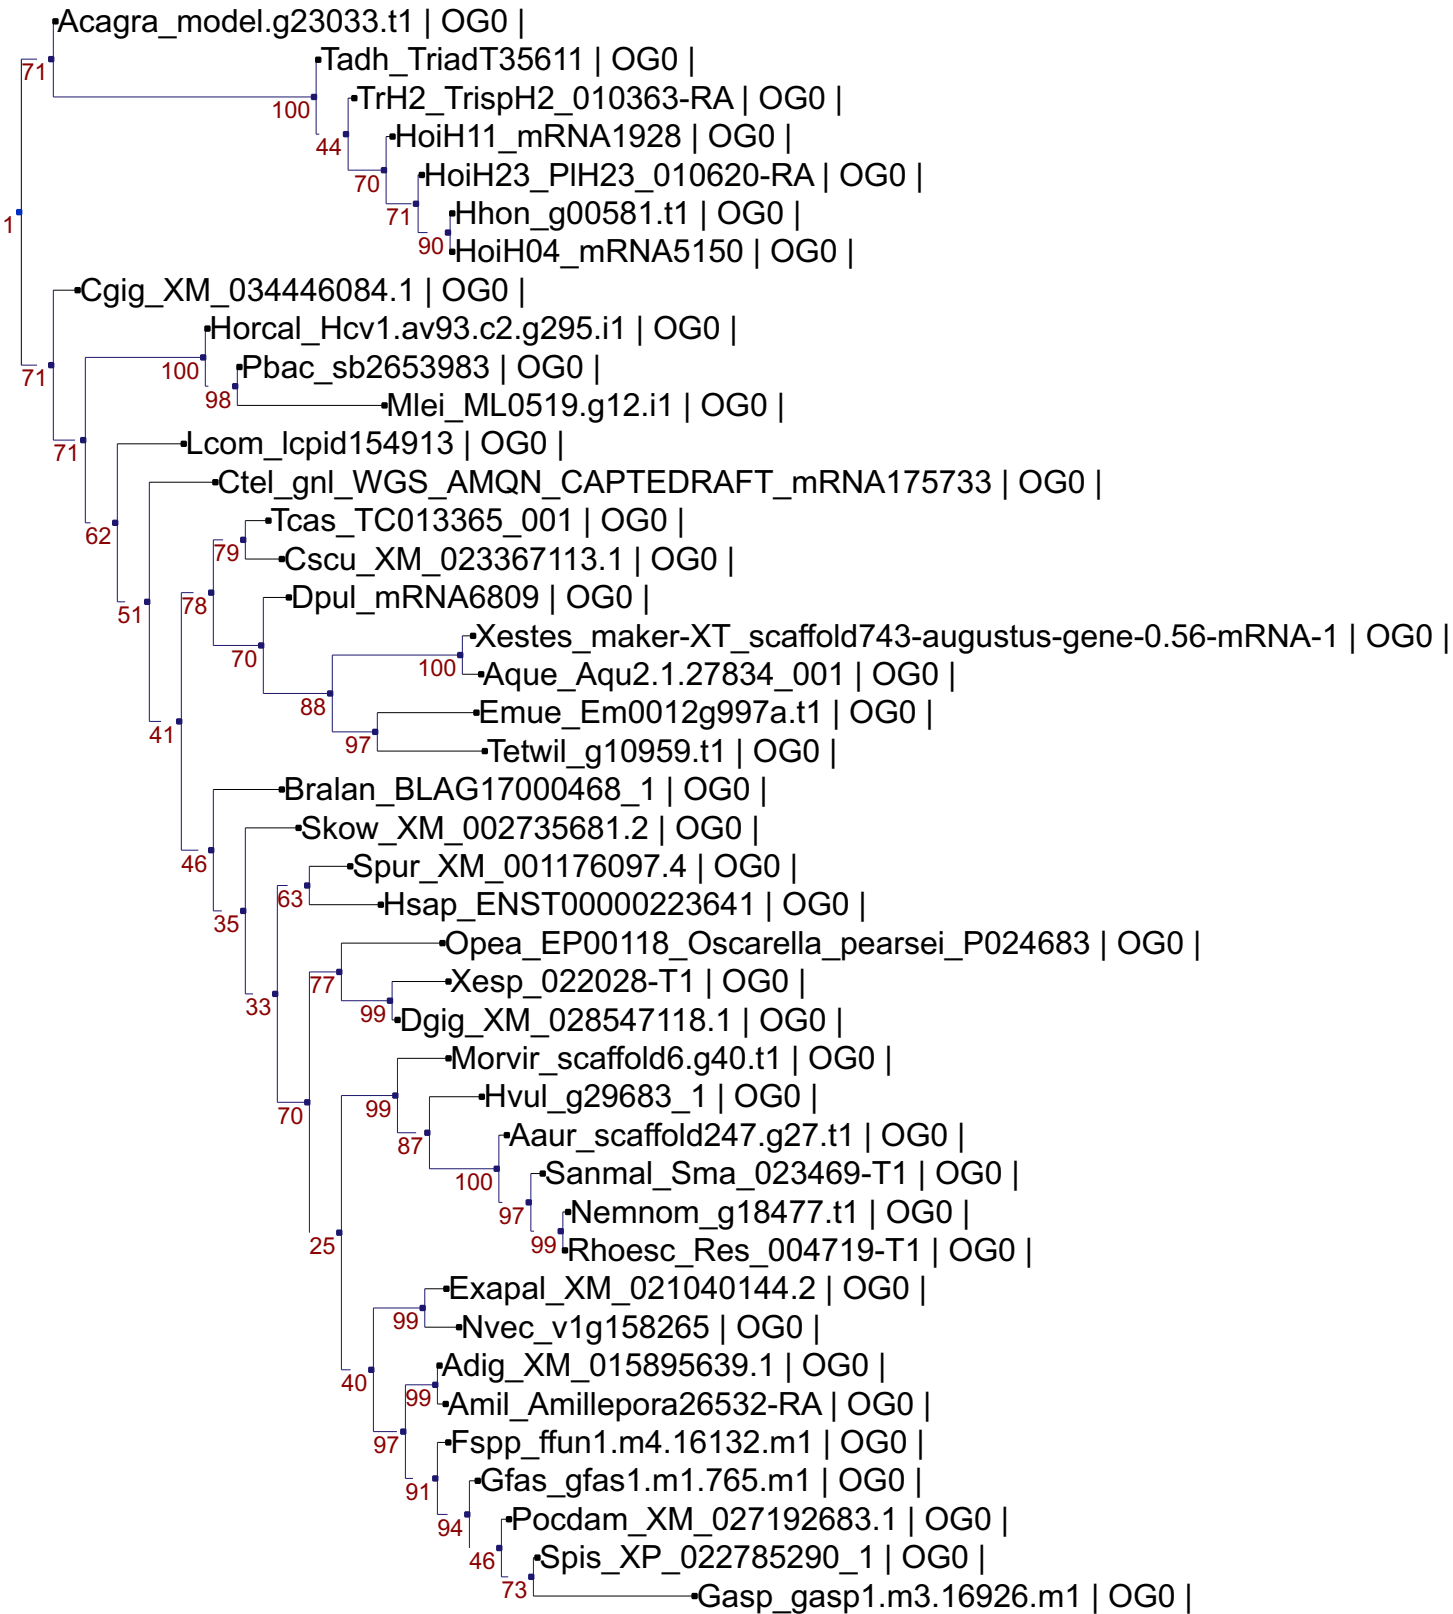 Acagra_model.g23033.t1 | OG0 |
Tadh_TriadT35611 | OG0 |
71
TrH2_TrispH2_010363-RA | OG0 |
100
HoiH11_mRNA1928 | OG0 |
44
HoiH23_PlH23_010620-RA | OG0 |
70
Hhon_g00581.t1 | OG0 |
71
1
90
HoiH04_mRNA5150 | OG0 |
Cgig_XM_034446084.1 | OG0 |
Horcal_Hcv1.av93.c2.g295.i1 | OG0 |
100
Pbac_sb2653983 | OG0 |
71
98
Mlei_ML0519.g12.i1 | OG0 |
Lcom_lcpid154913 | OG0 |
71
Ctel_gnl_WGS_AMQN_CAPTEDRAFT_mRNA175733 | OG0 |
Tcas_TC013365_001 | OG0 |
62
79
Cscu_XM_023367113.1 | OG0 |
Dpul_mRNA6809 | OG0 |
78
51
Xestes_maker-XT_scaffold743-augustus-gene-0.56-mRNA-1 | OG0 |
70
100
Aque_Aqu2.1.27834_001 | OG0 |
88
Emue_Em0012g997a.t1 | OG0 |
41
97
Tetwil_g10959.t1 | OG0 |
Bralan_BLAG17000468_1 | OG0 |
Skow_XM_002735681.2 | OG0 |
46
Spur_XM_001176097.4 | OG0 |
63
Hsap_ENST00000223641 | OG0 |
35
Opea_EP00118_Oscarella_pearsei_P024683 | OG0 |
77
Xesp_022028-T1 | OG0 |
33
99
Dgig_XM_028547118.1 | OG0 |
Morvir_scaffold6.g40.t1 | OG0 |
Hvul_g29683_1 | OG0 |
99
70
Aaur_scaffold247.g27.t1 | OG0 |
87
Sanmal_Sma_023469-T1 | OG0 |
100
Nemnom_g18477.t1 | OG0 |
97
25
99
Rhoesc_Res_004719-T1 | OG0 |
Exapal_XM_021040144.2 | OG0 |
99
Nvec_v1g158265 | OG0 |
Adig_XM_015895639.1 | OG0 |
40
99
Amil_Amillepora26532-RA | OG0 |
Fspp_ffun1.m4.16132.m1 | OG0 |
97
Gfas_gfas1.m1.765.m1 | OG0 |
91
Pocdam_XM_027192683.1 | OG0 |
94
Spis_XP_022785290_1 | OG0 |
46
73
Gasp_gasp1.m3.16926.m1 | OG0 |